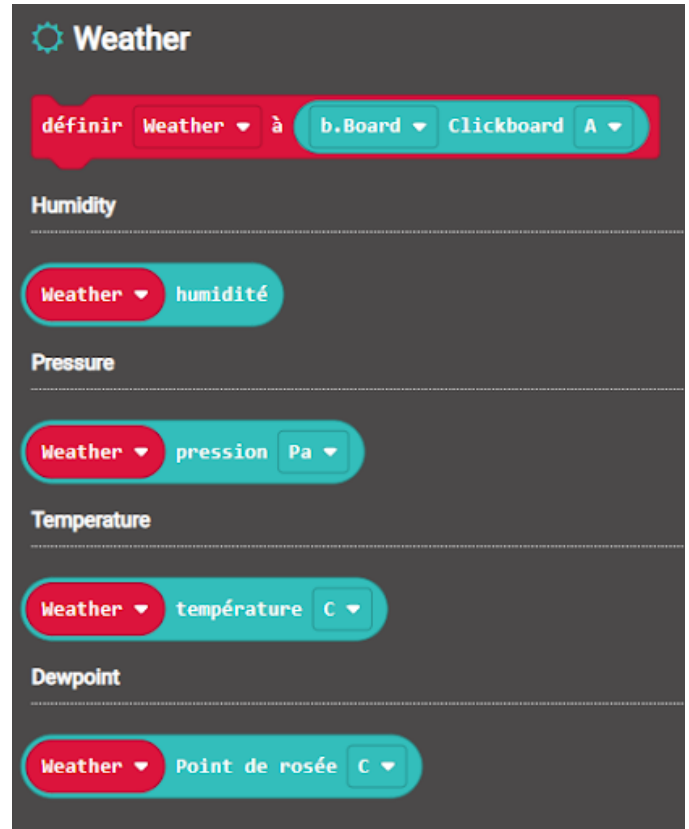 Weather
définir Weather à b.Board Clickboard A
Humidity
Weather humidité
Pressure
Weather pression Pa
Temperature
Weather température C
Dewpoint
Weather Point de rosée C